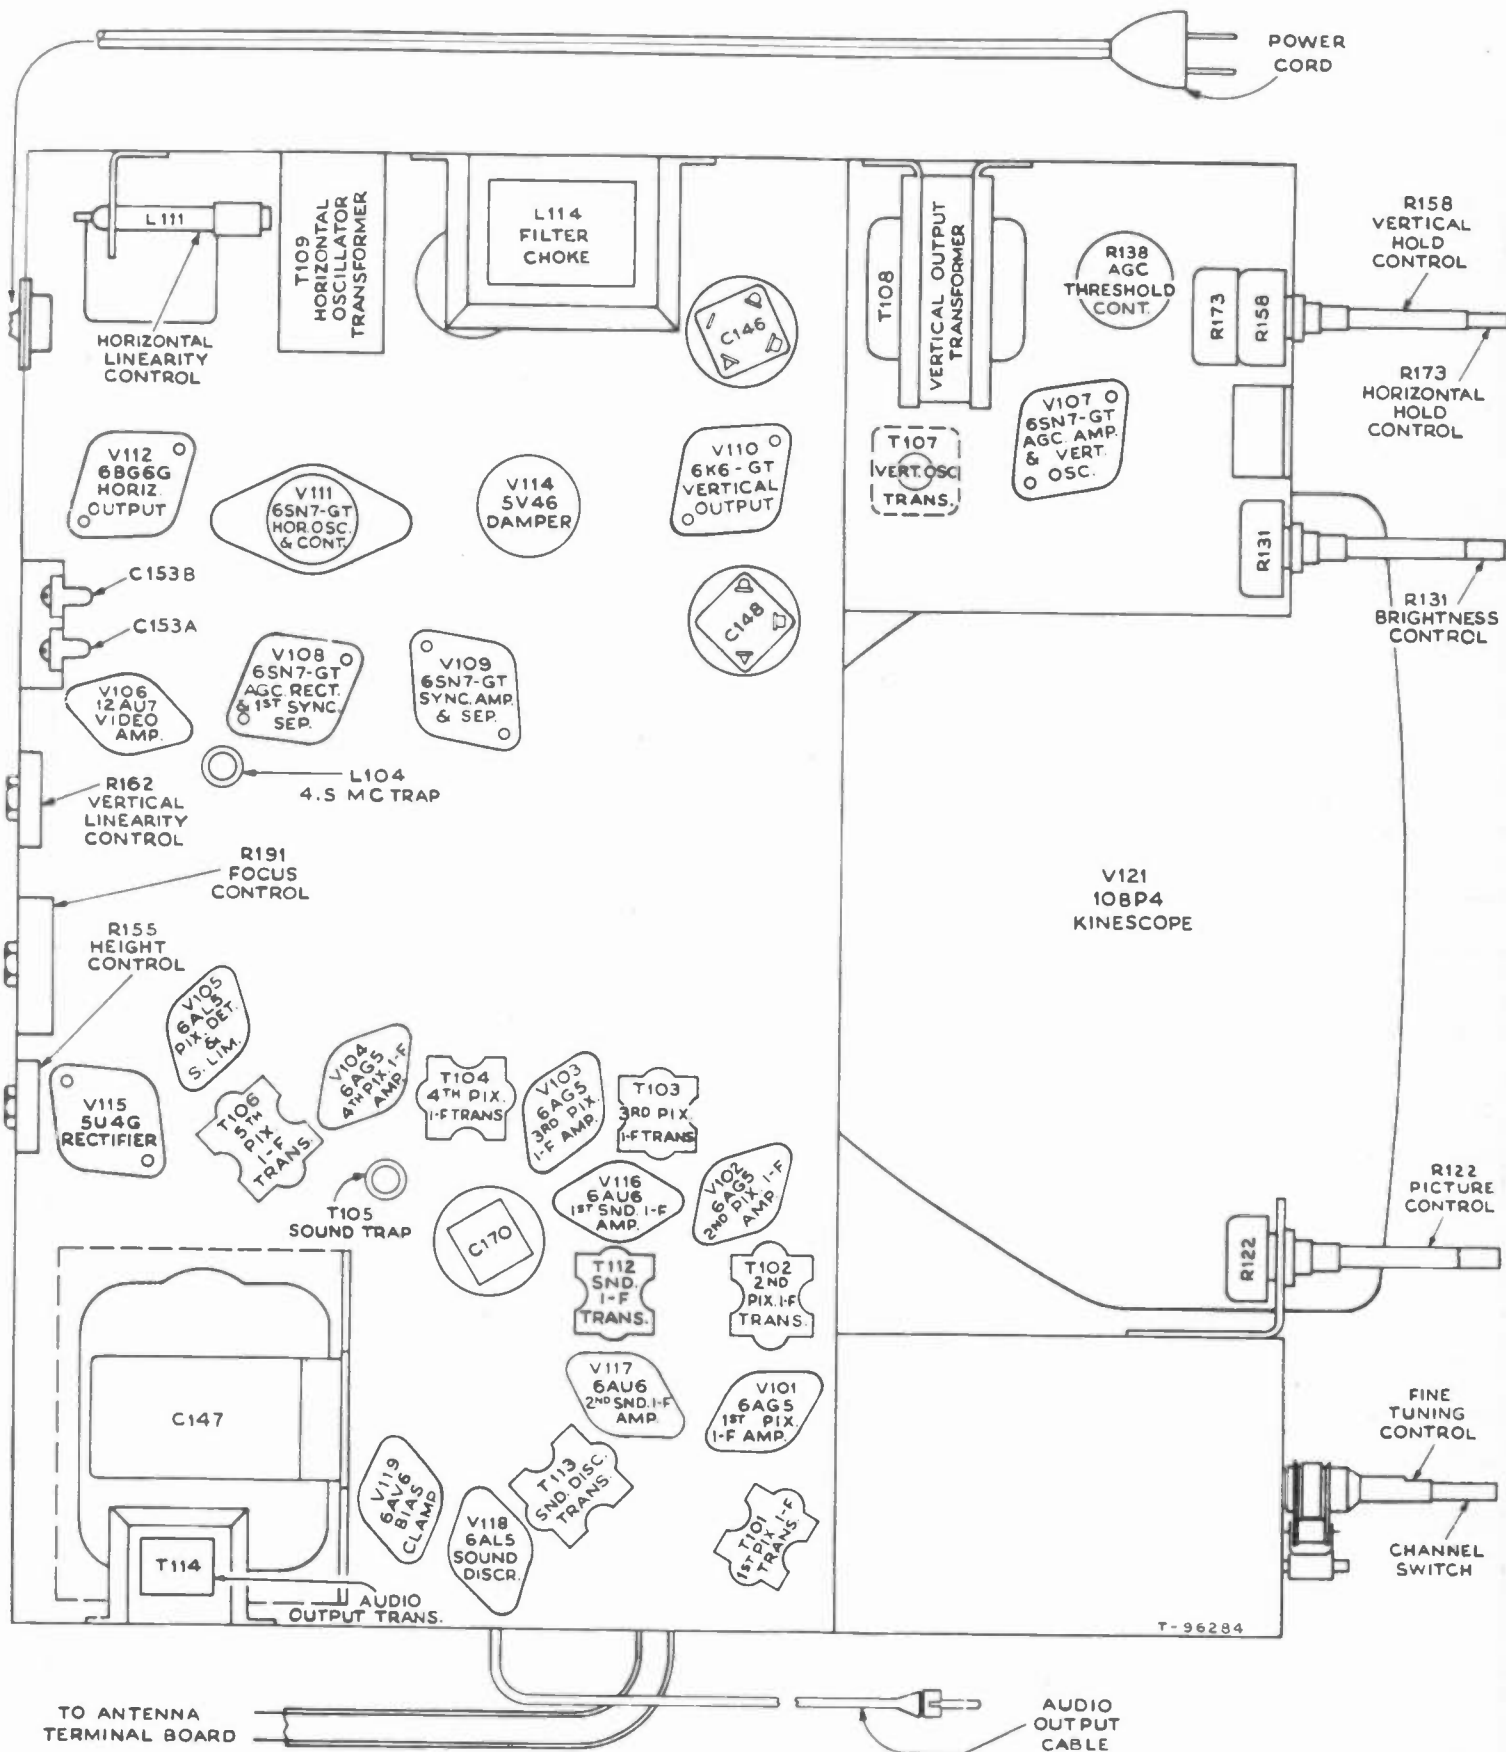 POWER
CORD
L111
T109
HORIZONTAL
OSCILLATOR
TRANSFORMER
L114
FILTER
CHOKE
HORIZONTAL
LINEARITY
CONTROL
C146
T108
VERTICAL OUTPUT
TRANSFORMER
R138
AGC
THRESHOLD
CONT.
R173
R158
R158
VERTICAL
HOLD
CONTROL
R173
HORIZONTAL
HOLD
CONTROL
V112
6BG6G
HORIZ.
OUTPUT
V111
6SN7-GT
HOR.OSC.
& CONT.
V114
5V46
DAMPER
V110
6K6-GT
VERTICAL
OUTPUT
T107
VERT.OSC
TRANS.
V107
6SN7-GT
AGC. AMP.
& VERT.
OSC.
R131
R131
BRIGHTNESS
CONTROL
C153B
C153A
C148
V106
12AU7
VIDEO
AMP.
V108
6SN7-GT
AGC.RECT.
& 1ST SYNC.
SEP.
V109
6SN7-GT
SYNC.AMP.
& SEP.
L104
4.5 MC TRAP
R162
VERTICAL
LINEARITY
CONTROL
R191
FOCUS
CONTROL
R155
HEIGHT
CONTROL
V121
10BP4
KINESCOPE
V105
6AL5
PIX. DET.
&
S. LIM.
V104
6AG5
4TH PIX. I-F
AMP.
T104
4TH PIX.
I-F TRANS
V103
6AG5
3RD PIX.
I-F AMP.
T103
3RD PIX.
I-F TRANS
V115
5U4G
RECTIFIER
T106
5TH
PIX
I-F
TRANS.
T105
SOUND TRAP
C170
V116
6AU6
1ST SND. I-F
AMP.
V102
6AG5
2ND PIX. I-F
AMP.
T112
SND.
I-F
TRANS.
T102
2ND
PIX. I-F
TRANS.
R122
R122
PICTURE
CONTROL
C147
V117
6AU6
2ND SND. I-F
AMP.
V101
6AG5
1ST PIX.
I-F AMP.
FINE
TUNING
CONTROL
V119
6AV6
BIAS
CLAMP
V118
6AL5
SOUND
DISCR.
T113
SND. DISC.
TRANS.
T101
1ST PIX I-F
TRANS.
CHANNEL
SWITCH
T114
AUDIO
OUTPUT TRANS.
T-96284
TO ANTENNA
TERMINAL BOARD
AUDIO
OUTPUT
CABLE